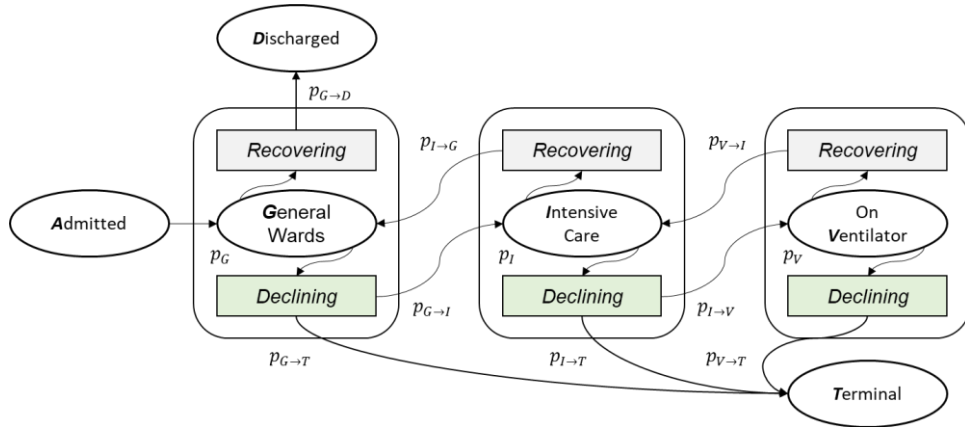 Discharged
p_{G→D}
Recovering
p_{I→G}
Recovering
p_{V→I}
Recovering
Admitted
General
Wards
Intensive
Care
On
Ventilator
p_G
p_I
p_V
Declining
p_{G→I}
Declining
p_{I→V}
Declining
p_{G→T}
p_{I→T}
p_{V→T}
Terminal